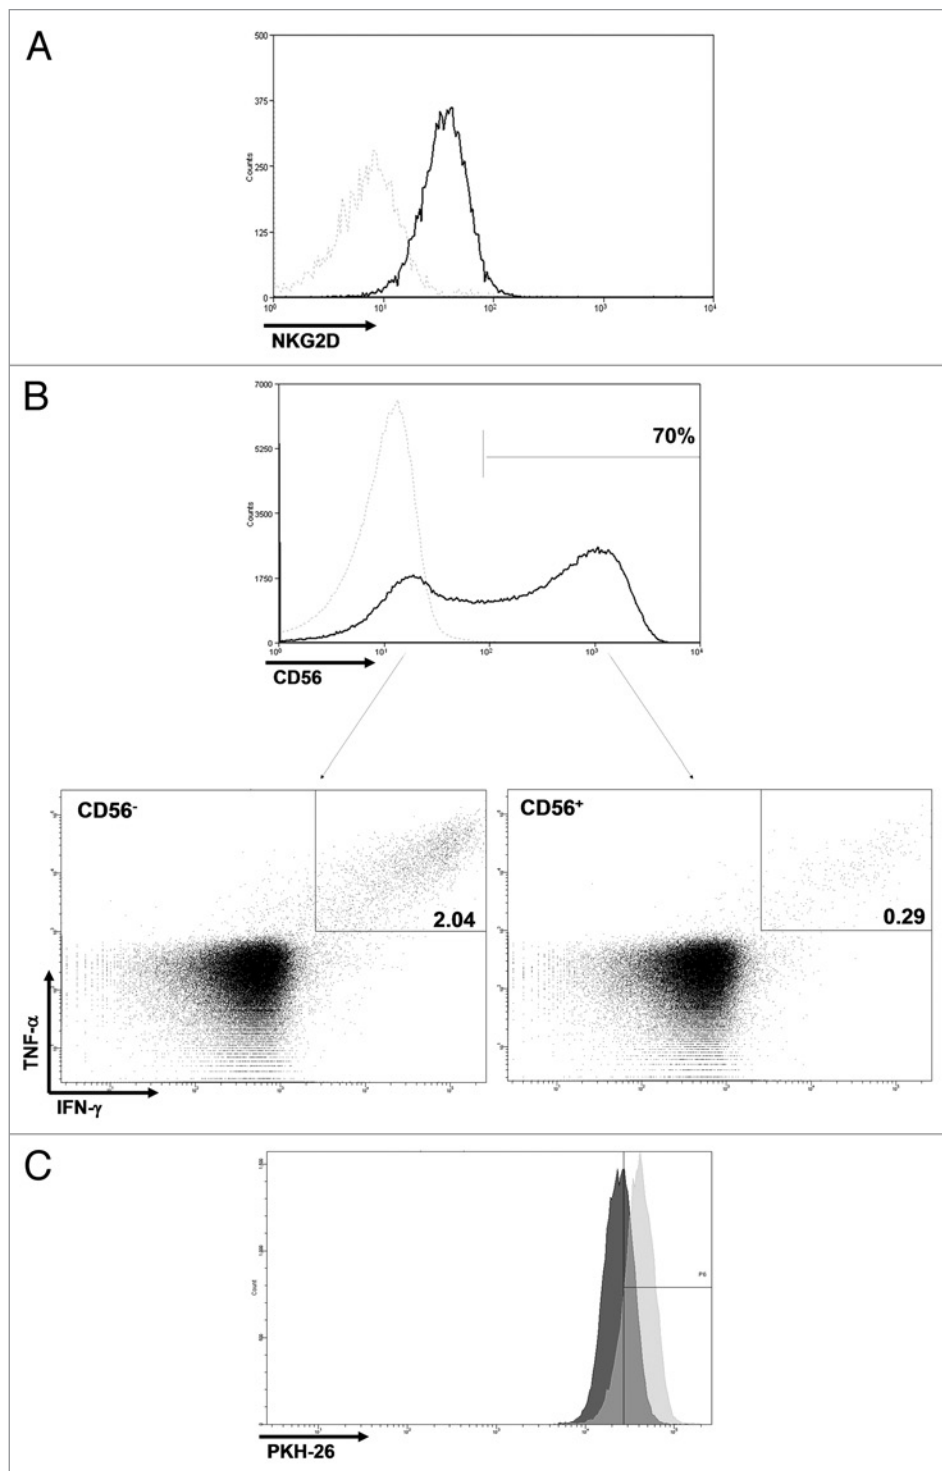 A
500
375
250
125
0
Counts
10⁰ 10¹ 10² 10³ 10⁴
NKG2D
B
7000
5250
3500
1750
0
Counts
70%
10⁰ 10¹ 10² 10³ 10⁴
CD56
CD56⁻
2.04
CD56⁺
0.29
TNF-α
IFN-γ
C
Count
P6
PKH-26